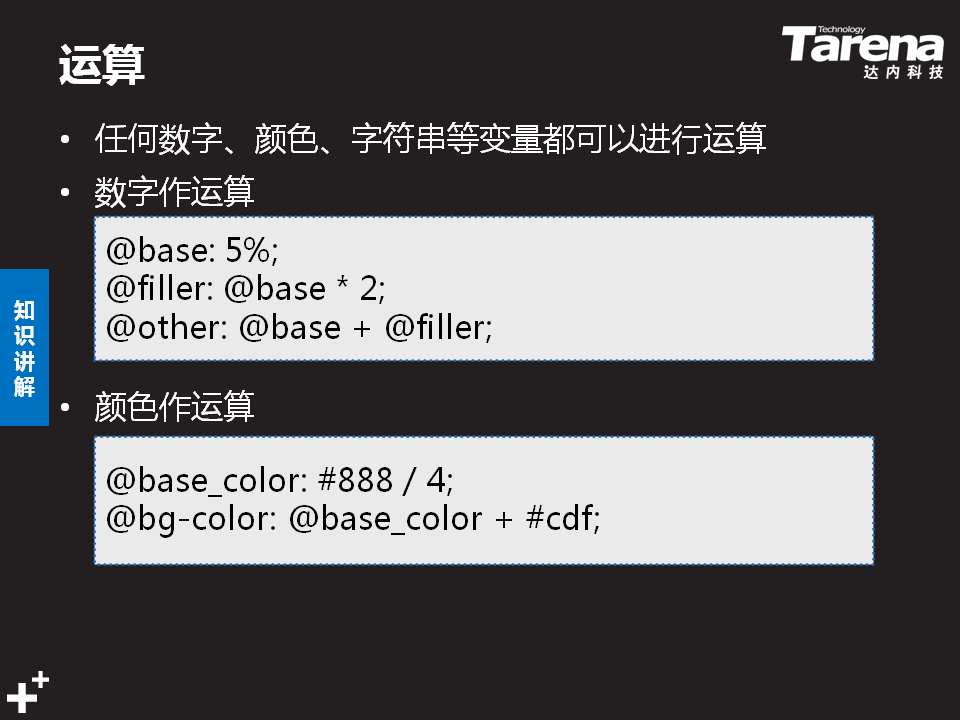 运算
Technology
Tarena
达内科技
• 任何数字、颜色、字符串等变量都可以进行运算
• 数字作运算
@base: 5%;
@filler: @base * 2;
@other: @base + @filler;
知识讲解
• 颜色作运算
@base_color: #888 / 4;
@bg-color: @base_color + #cdf;